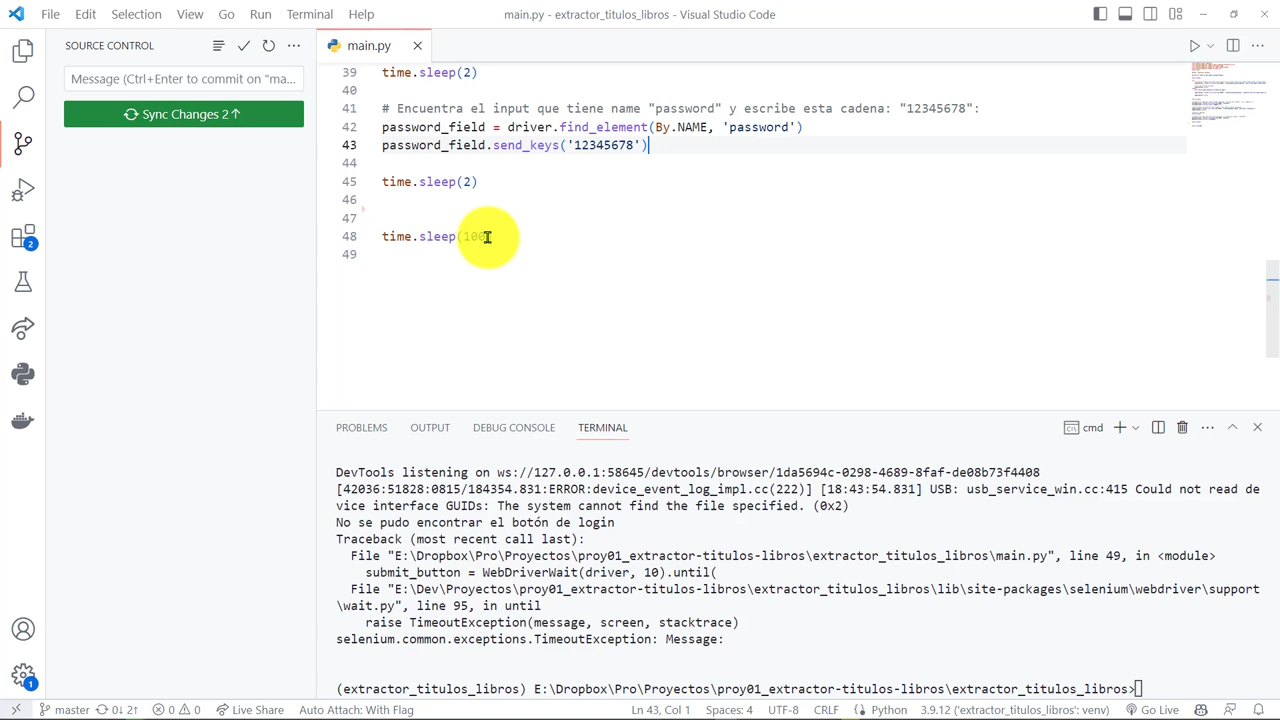 File Edit Selection View Go Run Terminal Help
main.py - extractor_titulos_libros - Visual Studio Code
SOURCE CONTROL
main.py
Message (Ctrl+Enter to commit on "ma...
Sync Changes 2↑
39 time.sleep(2)
40
41 # Encontrar el campo con name "password" y escribir la contraseña: "123...
42 password_field = driver.find_element(By.NAME, 'password')
43 password_field.send_keys('12345678')
44
45 time.sleep(2)
46
47
48 time.sleep(100
49
2
PROBLEMS OUTPUT DEBUG CONSOLE TERMINAL
cmd
DevTools listening on ws://127.0.0.1:58645/devtools/browser/1da5694c-0298-4689-8faf-de08b73f4408
[42036:51828:0815/184354.831:ERROR:device_event_log_impl.cc(222)] [18:43:54.831] USB: usb_service_win.cc:415 Could not read de
vice interface GUIDs: The system cannot find the file specified. (0x2)
No se pudo encontrar el botón de login
Traceback (most recent call last):
File "E:\Dropbox\Pro\Proyectos\proy01_extractor-titulos-libros\extractor_titulos_libros\main.py", line 49, in <module>
submit_button = WebDriverWait(driver, 10).until(
File "E:\Dev\Proyectos\proy01_extractor-titulos-libros\extractor_titulos_libros\lib\site-packages\selenium\webdriver\support
\wait.py", line 95, in until
raise TimeoutException(message, screen, stacktrace)
selenium.common.exceptions.TimeoutException: Message:
(extractor_titulos_libros) E:\Dropbox\Pro\Proyectos\proy01_extractor-titulos-libros\extractor_titulos_libros>
1
master 0↓ 2↑ 0 0 Live Share Auto Attach: With Flag Ln 43, Col 1 Spaces: 4 UTF-8 CRLF Python 3.9.12 ('extractor_titulos_libros': venv) Go Live